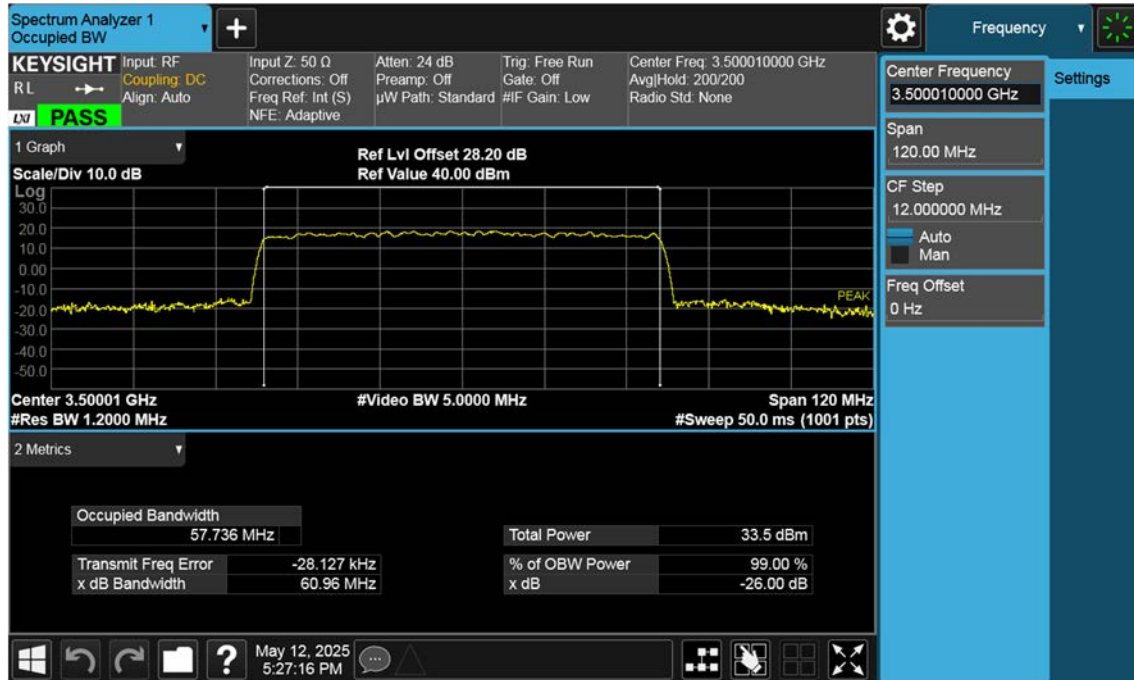 Spectrum Analyzer 1
Occupied BW
Frequency
KEYSIGHT
R L
LXI
PASS
Input: RF
Coupling: DC
Align: Auto
Input Z: 50 Ω
Corrections: Off
Freq Ref: Int (S)
NFE: Adaptive
Atten: 24 dB
Preamp: Off
µW Path: Standard
Trig: Free Run
Gate: Off
#IF Gain: Low
Center Freq: 3.500010000 GHz
Avg|Hold: 200/200
Radio Std: None
Center Frequency
3.500010000 GHz
Settings
Span
120.00 MHz
CF Step
12.000000 MHz
Auto
Man
Freq Offset
0 Hz
1 Graph
Scale/Div 10.0 dB
Ref Lvl Offset 28.20 dB
Ref Value 40.00 dBm
Log
30.0
20.0
10.0
0.00
-10.0
-20.0
-30.0
-40.0
-50.0
PEAK
Center 3.50001 GHz
#Video BW 5.0000 MHz
Span 120 MHz
#Res BW 1.2000 MHz
#Sweep 50.0 ms (1001 pts)
2 Metrics
Occupied Bandwidth
57.736 MHz
Total Power 33.5 dBm
Transmit Freq Error -28.127 kHz
% of OBW Power 99.00 %
x dB Bandwidth 60.96 MHz
x dB -26.00 dB
?
May 12, 2025
5:27:16 PM